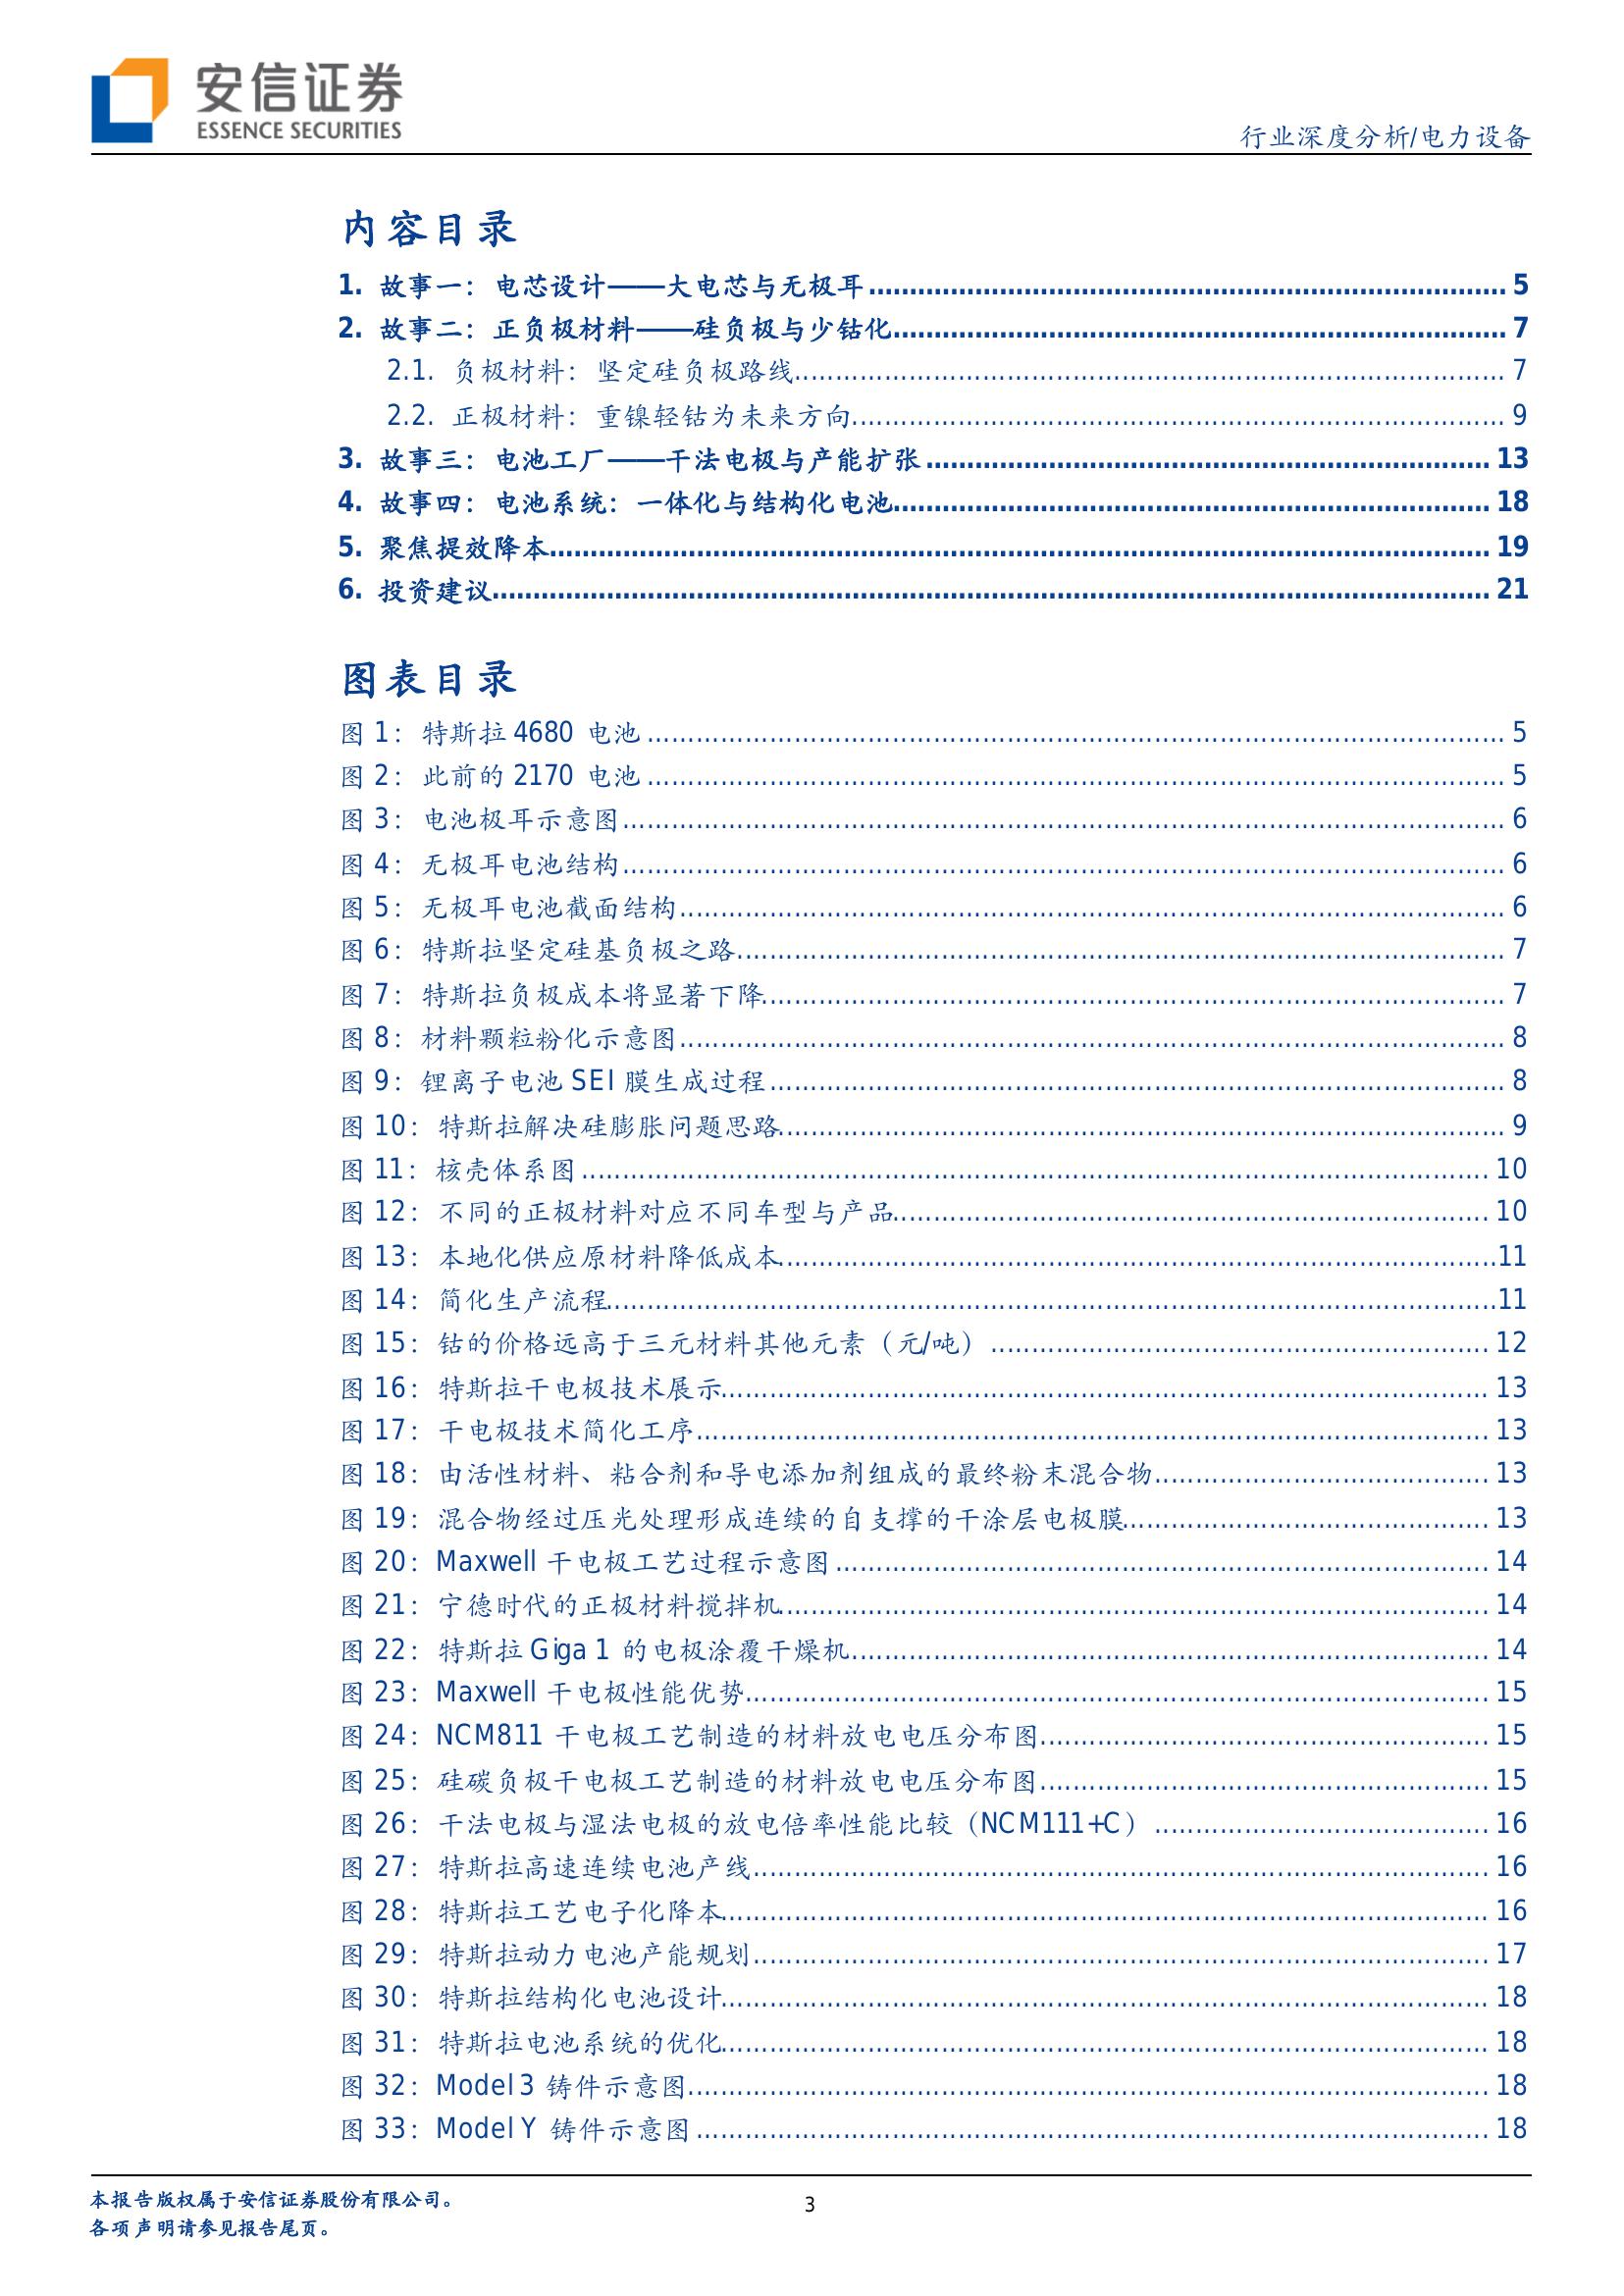 安信证券
ESSENCE SECURITIES
行业深度分析/电力设备
内容目录
1. 故事一：电芯设计——大电芯与无极耳 5
2. 故事二：正负极材料——硅负极与少钴化 7
2.1. 负极材料：坚定硅负极路线 7
2.2. 正极材料：重镍轻钴为未来方向 9
3. 故事三：电池工厂——干法电极与产能扩张 13
4. 故事四：电池系统：一体化与结构化电池 18
5. 聚焦提效降本 19
6. 投资建议 21
图表目录
图 1：特斯拉 4680 电池 5
图 2：此前的 2170 电池 5
图 3：电池极耳示意图 6
图 4：无极耳电池结构 6
图 5：无极耳电池截面结构 6
图 6：特斯拉坚定硅基负极之路 7
图 7：特斯拉负极成本将显著下降 7
图 8：材料颗粒粉化示意图 8
图 9：锂离子电池 SEI 膜生成过程 8
图 10：特斯拉解决硅膨胀问题思路 9
图 11：核壳体系图 10
图 12：不同的正极材料对应不同车型与产品 10
图 13：本地化供应原材料降低成本 11
图 14：简化生产流程 11
图 15：钴的价格远高于三元材料其他元素（元/吨） 12
图 16：特斯拉干电极技术展示 13
图 17：干电极技术简化工序 13
图 18：由活性材料、粘合剂和导电添加剂组成的最终粉末混合物 13
图 19：混合物经过压光处理形成连续的自支撑的干涂层电极膜 13
图 20：Maxwell 干电极工艺过程示意图 14
图 21：宁德时代的正极材料搅拌机 14
图 22：特斯拉 Giga 1 的电极涂覆干燥机 14
图 23：Maxwell 干电极性能优势 15
图 24：NCM811 干电极工艺制造的材料放电电压分布图 15
图 25：硅碳负极干电极工艺制造的材料放电电压分布图 15
图 26：干法电极与湿法电极的放电倍率性能比较（NCM111+C） 16
图 27：特斯拉高速连续电池产线 16
图 28：特斯拉工艺电子化降本 16
图 29：特斯拉动力电池产能规划 17
图 30：特斯拉结构化电池设计 18
图 31：特斯拉电池系统的优化 18
图 32：Model 3 铸件示意图 18
图 33：Model Y 铸件示意图 18
本报告版权属于安信证券股份有限公司。
各项声明请参见报告尾页。
3